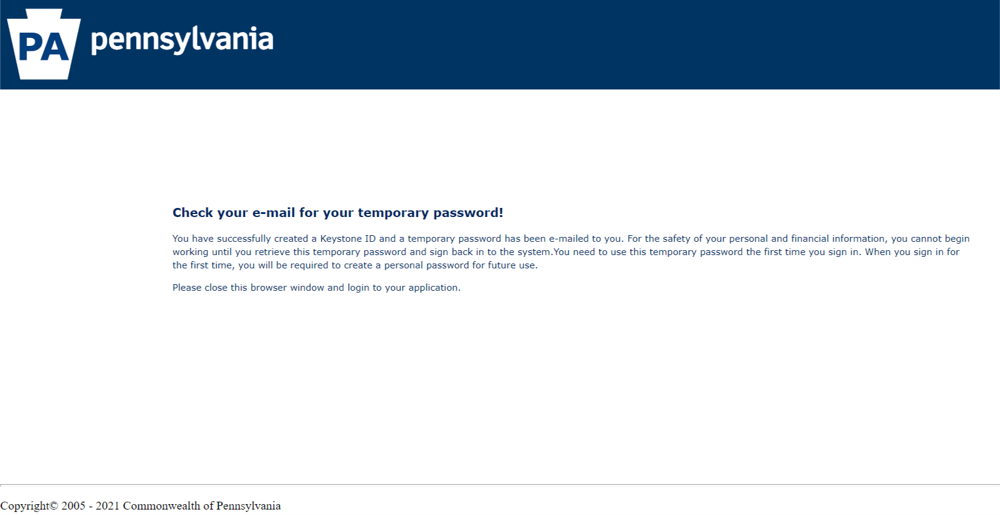 PA pennsylvania
Check your e-mail for your temporary password!
You have successfully created a Keystone ID and a temporary password has been e-mailed to you. For the safety of your personal and financial information, you cannot begin
working until you retrieve this temporary password and sign back in to the system.You need to use this temporary password the first time you sign in. When you sign in for
the first time, you will be required to create a personal password for future use.
Please close this browser window and login to your application.
Copyright© 2005 - 2021 Commonwealth of Pennsylvania